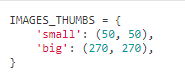 IMAGES_THUMBS = {
    'small': (50, 50),
    'big': (270, 270),
}